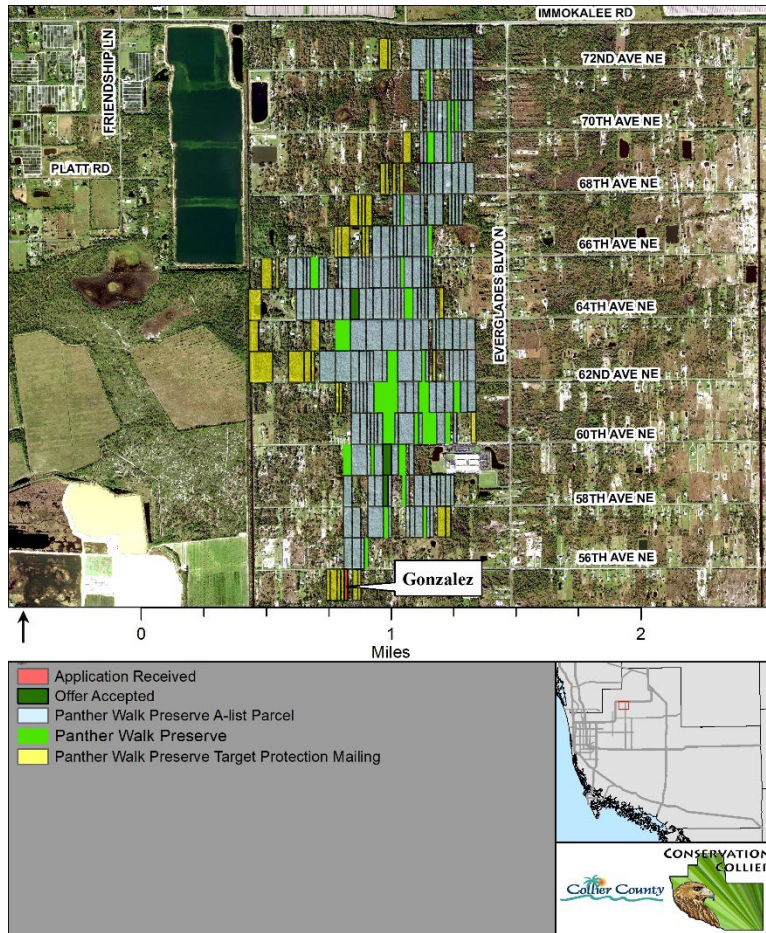 IMMOKALEE RD
FRIENDSHIP LN
72ND AVE NE
70TH AVE NE
PLATT RD
68TH AVE NE
66TH AVE NE
EVERGLADES BLVD N
64TH AVE NE
62ND AVE NE
60TH AVE NE
58TH AVE NE
56TH AVE NE
Gonzalez
0 1 2
Miles
Application Received
Offer Accepted
Panther Walk Preserve A-list Parcel
Panther Walk Preserve
Panther Walk Preserve Target Protection Mailing
CONSERVATION
COLLIER
Collier County